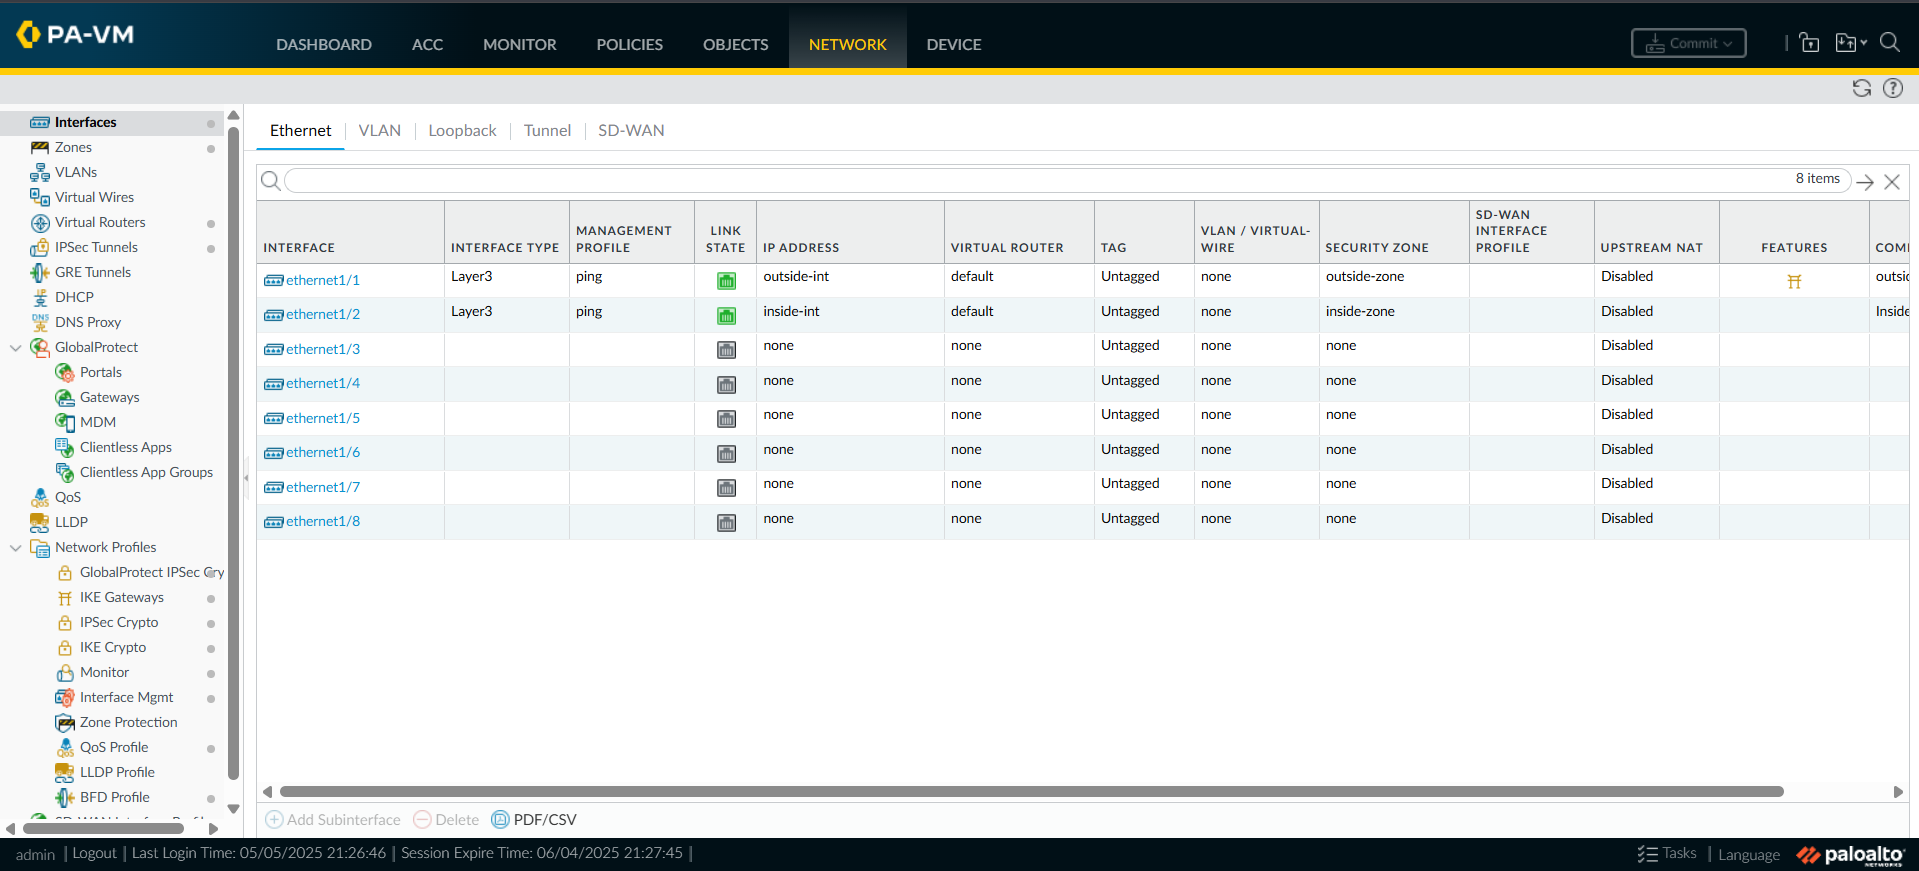 PA-VM
DASHBOARD ACC MONITOR POLICIES OBJECTS NETWORK DEVICE
Commit
Interfaces
Zones
VLANs
Virtual Wires
Virtual Routers
IPSec Tunnels
GRE Tunnels
DHCP
DNS Proxy
GlobalProtect
Portals
Gateways
MDM
Clientless Apps
Clientless App Groups
QoS
LLDP
Network Profiles
GlobalProtect IPSec Cry
IKE Gateways
IPSec Crypto
IKE Crypto
Monitor
Interface Mgmt
Zone Protection
QoS Profile
LLDP Profile
BFD Profile
Ethernet VLAN Loopback Tunnel SD-WAN
8 items
INTERFACE INTERFACE TYPE MANAGEMENT PROFILE LINK STATE IP ADDRESS VIRTUAL ROUTER TAG VLAN / VIRTUAL-WIRE SECURITY ZONE SD-WAN INTERFACE PROFILE UPSTREAM NAT FEATURES COM
ethernet1/1 Layer3 ping outside-int default Untagged none outside-zone Disabled outsi
ethernet1/2 Layer3 ping inside-int default Untagged none inside-zone Disabled Inside
ethernet1/3 none none Untagged none none Disabled
ethernet1/4 none none Untagged none none Disabled
ethernet1/5 none none Untagged none none Disabled
ethernet1/6 none none Untagged none none Disabled
ethernet1/7 none none Untagged none none Disabled
ethernet1/8 none none Untagged none none Disabled
Add Subinterface Delete PDF/CSV
admin | Logout | Last Login Time: 05/05/2025 21:26:46 | Session Expire Time: 06/04/2025 21:27:45 |
Tasks | Language paloalto NETWORKS